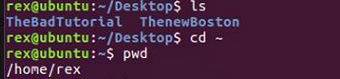 rex@ubuntu:~/Desktop$ ls
TheBadTutorial  ThenewBoston
rex@ubuntu:~/Desktop$ cd ~
rex@ubuntu:~$ pwd
/home/rex